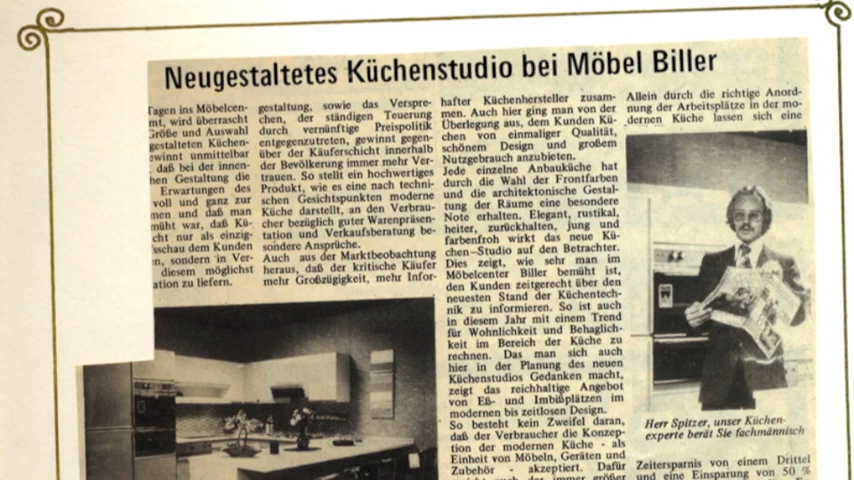 Neugestaltetes Küchenstudio bei Möbel Biller
Tagen ins Möbelcen-
mt, wird überrascht
Größe und Auswahl
gestalteten Küchen-
ewinnt unmittelbar
daß bei der innen-
hen Gestaltung die
Erwartungen des
voll und ganz zur
men und daß man
müht war, daß Kü-
cht nur als einzig-
sschau dem Kunden
n, sondern in Ver-
diesem möglichst
ation zu liefern.
gestaltung, sowie das Verspre-
chen, der ständigen Teuerung
durch vernünftige Preispolitik
entgegenzutreten, gewinnt gegen-
über der Käuferschicht innerhalb
der Bevölkerung immer mehr Ver-
trauen. So stellt ein hochwertiges
Produkt, wie es eine nach techni-
schen Gesichtspunkten moderne
Küche darstellt, an den Verbrau-
cher bezüglich guter Warenpräsen-
tation und Verkaufsberatung be-
sondere Ansprüche.
Auch aus der Marktbeobachtung
heraus, daß der kritische Käufer
mehr Großzügigkeit, mehr Infor-
hafter Küchenhersteller zusam-
men. Auch hier ging man von der
Überlegung aus, dem Kunden Kü-
chen von einmaliger Qualität,
schönem Design und großem
Nutzgebrauch anzubieten.
Jede einzelne Anbauküche hat
durch die Wahl der Frontfarben
und die architektonische Gestal-
tung der Räume eine besondere
Note erhalten. Elegant, rustikal,
heiter, zurückhalten, jung und
farbenfroh wirkt das neue Kü-
chen-Studio auf den Betrachter.
Dies zeigt, wie sehr man im
Möbelcenter Biller bemüht ist,
den Kunden zeitgerecht über den
neuesten Stand der Küchentech-
nik zu informieren. So ist auch
in diesem Jahr mit einem Trend
für Wohnlichkeit und Behaglich-
keit im Bereich der Küche zu
rechnen. Das man sich auch
hier in der Planung des neuen
Küchenstudios Gedanken macht,
zeigt das reichhaltige Angebot
von Eß- und Imbißplätzen im
modernen bis zeitlosen Design.
So besteht kein Zweifel daran,
daß der Verbraucher die Konzep-
tion der modernen Küche - als
Einheit von Möbeln, Geräten und
Zubehör - akzeptiert. Dafür
auch der immer größer
Allein durch die richtige Anord-
nung der Arbeitsplätze in der mo-
dernen Küche lassen sich eine
Herr Spitzer, unser Küchen-
experte berät Sie fachmännisch
Zeitersparnis von einem Drittel
und eine Einsparung von 50 %